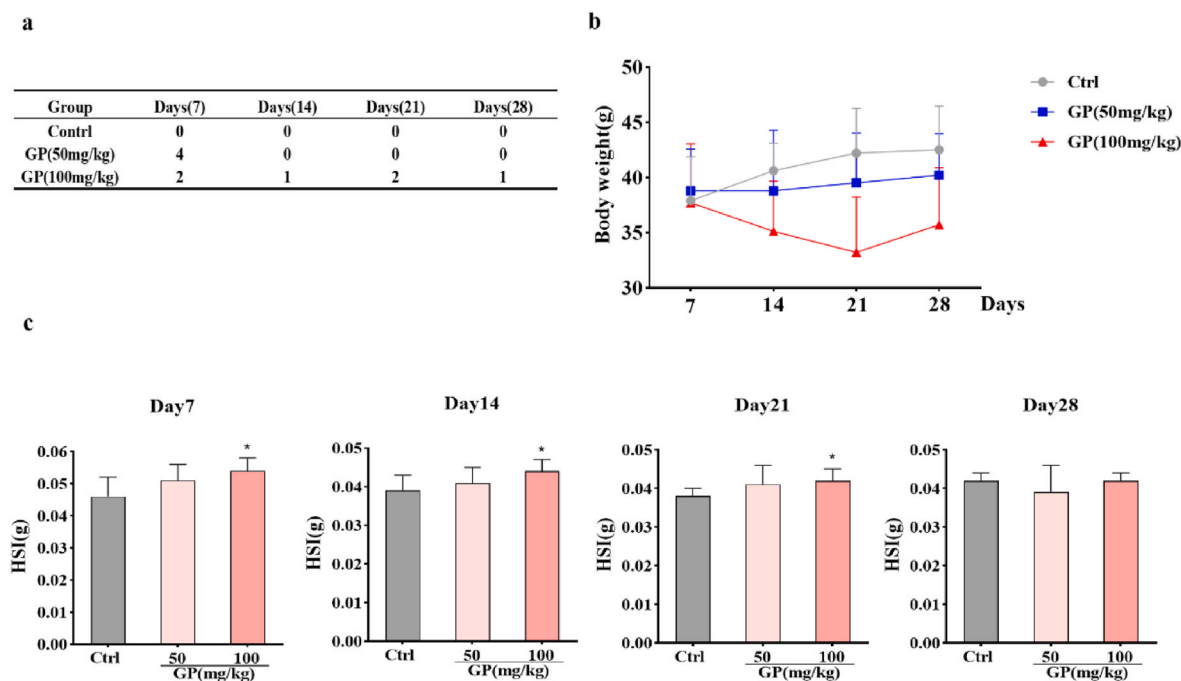 a
Group Days(7) Days(14) Days(21) Days(28)
Contrl 0 0 0 0
GP(50mg/kg) 4 0 0 0
GP(100mg/kg) 2 1 2 1
b
Body weight(g)
50
45
40
35
30
7 14 21 28 Days
Ctrl
GP(50mg/kg)
GP(100mg/kg)
c
Day7
HSI(g)
0.06
0.05
0.04
0.03
0.02
0.01
0.00
*
Ctrl 50 100
GP(mg/kg)
Day14
HSI(g)
0.05
0.04
0.03
0.02
0.01
0.00
*
Ctrl 50 100
GP(mg/kg)
Day21
HSI(g)
0.05
0.04
0.03
0.02
0.01
0.00
*
Ctrl 50 100
GP(mg/kg)
Day28
HSI(g)
0.05
0.04
0.03
0.02
0.01
0.00
Ctrl 50 100
GP(mg/kg)